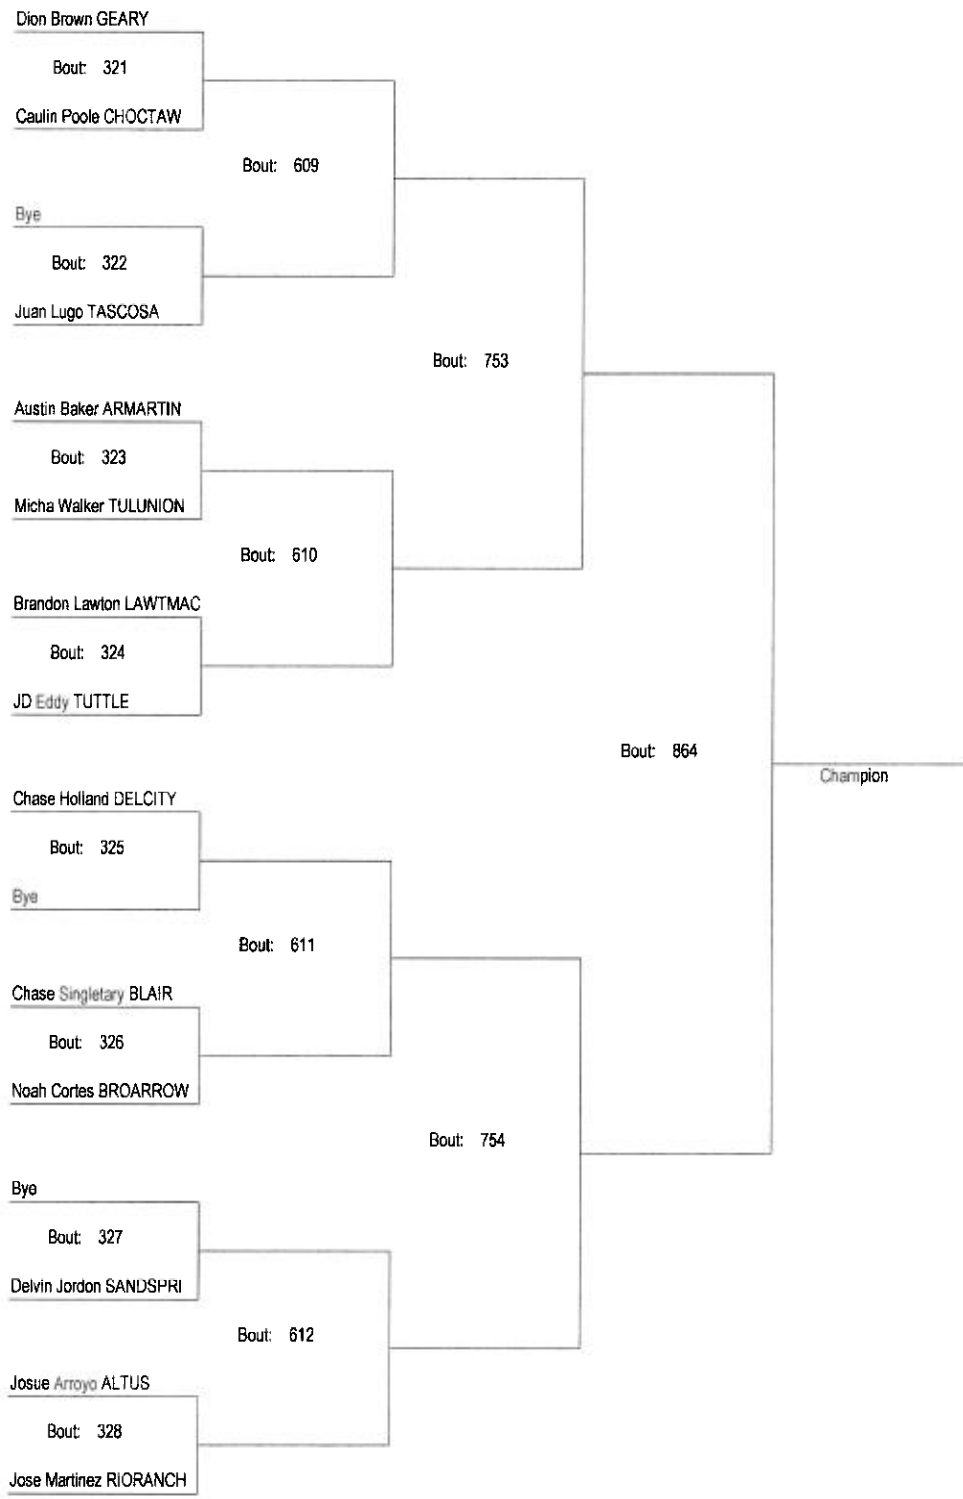 Dion Brown GEARY
Bout: 321
Caulin Poole CHOCTAW
Bout: 609
Bye
Bout: 322
Juan Lugo TASCOSA
Bout: 753
Austin Baker ARMARTIN
Bout: 323
Micha Walker TULUNION
Bout: 610
Brandon Lawton LAWTMAC
Bout: 324
JD Eddy TUTTLE
Bout: 864
Champion
Chase Holland DELCITY
Bout: 325
Bye
Bout: 611
Chase Singletary BLAIR
Bout: 326
Noah Cortes BROARROW
Bout: 754
Bye
Bout: 327
Delvin Jordon SANDSPRI
Bout: 612
Josue Arroyo ALTUS
Bout: 328
Jose Martinez RIORANCH